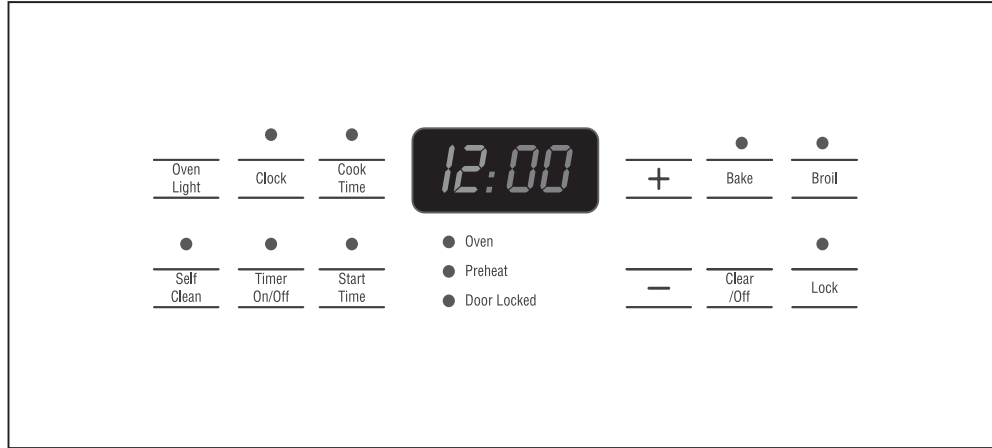 12:00
Oven
Light
Clock
Cook
Time
+
Bake
Broil
Oven
Preheat
Door Locked
Self
Clean
Timer
On/Off
Start
Time
−
Clear
/Off
Lock